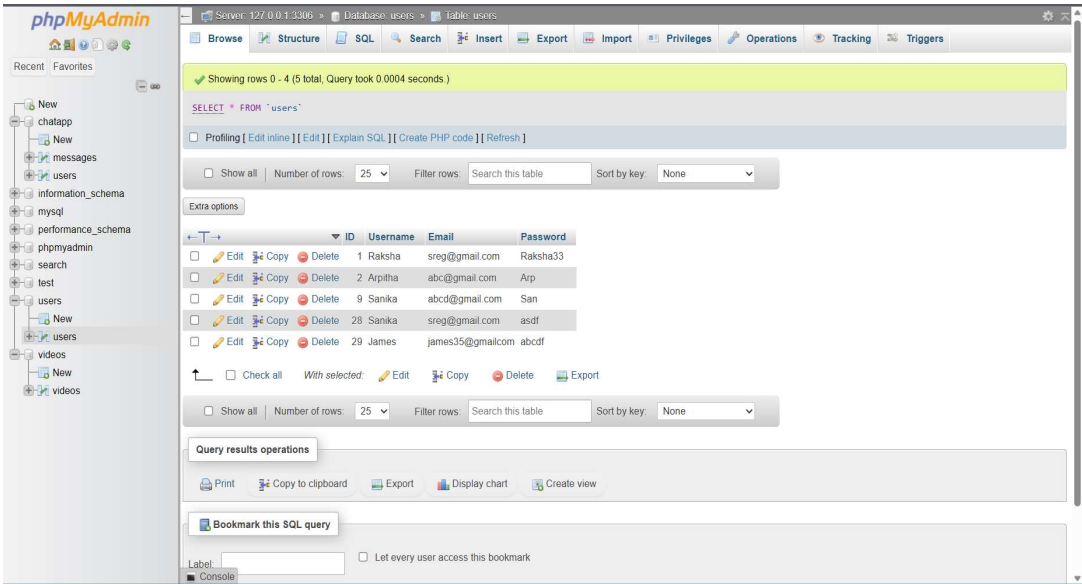 phpMyAdmin
Recent Favorites
New
chatapp
New
messages
users
information_schema
mysql
performance_schema
phpmyadmin
search
test
users
New
users
videos
New
videos
Server: 127.0.0.1:3306 » Database: users » Table: users
Browse Structure SQL Search Insert Export Import Privileges Operations Tracking Triggers
Showing rows 0 - 4 (5 total, Query took 0.0004 seconds.)
SELECT * FROM `users`
Profiling [ Edit inline ] [ Edit ] [ Explain SQL ] [ Create PHP code ] [ Refresh ]
Show all Number of rows: 25 Filter rows: Search this table Sort by key: None
Extra options
ID Username Email Password
Edit Copy Delete 1 Raksha sreg@gmail.com Raksha33
Edit Copy Delete 2 Arpitha abc@gmail.com Arp
Edit Copy Delete 9 Sanika abcd@gmail.com San
Edit Copy Delete 28 Sanika sreg@gmail.com asdf
Edit Copy Delete 29 James james35@gmailcom abcdf
Check all With selected: Edit Copy Delete Export
Show all Number of rows: 25 Filter rows: Search this table Sort by key: None
Query results operations
Print Copy to clipboard Export Display chart Create view
Bookmark this SQL query
Label: Let every user access this bookmark
Console